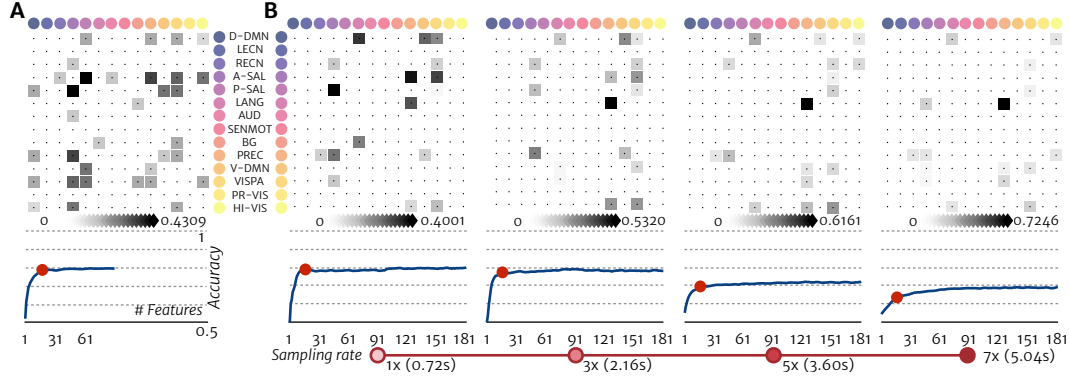 A
B
D-DMN
LECN
RECN
A-SAL
P-SAL
LANG
AUD
SENMOT
BG
PREC
V-DMN
VISPA
PR-VIS
HI-VIS
0 0.4309
0 0.4001
0 0.5320
0 0.6161
0 0.7246
1
Accuracy
# Features
0.5
1 31 61
1 31 61 91 121 151 181
1 31 61 91 121 151 181
1 31 61 91 121 151 181
1 31 61 91 121 151 181
Sampling rate
1x (0.72s)
3x (2.16s)
5x (3.60s)
7x (5.04s)